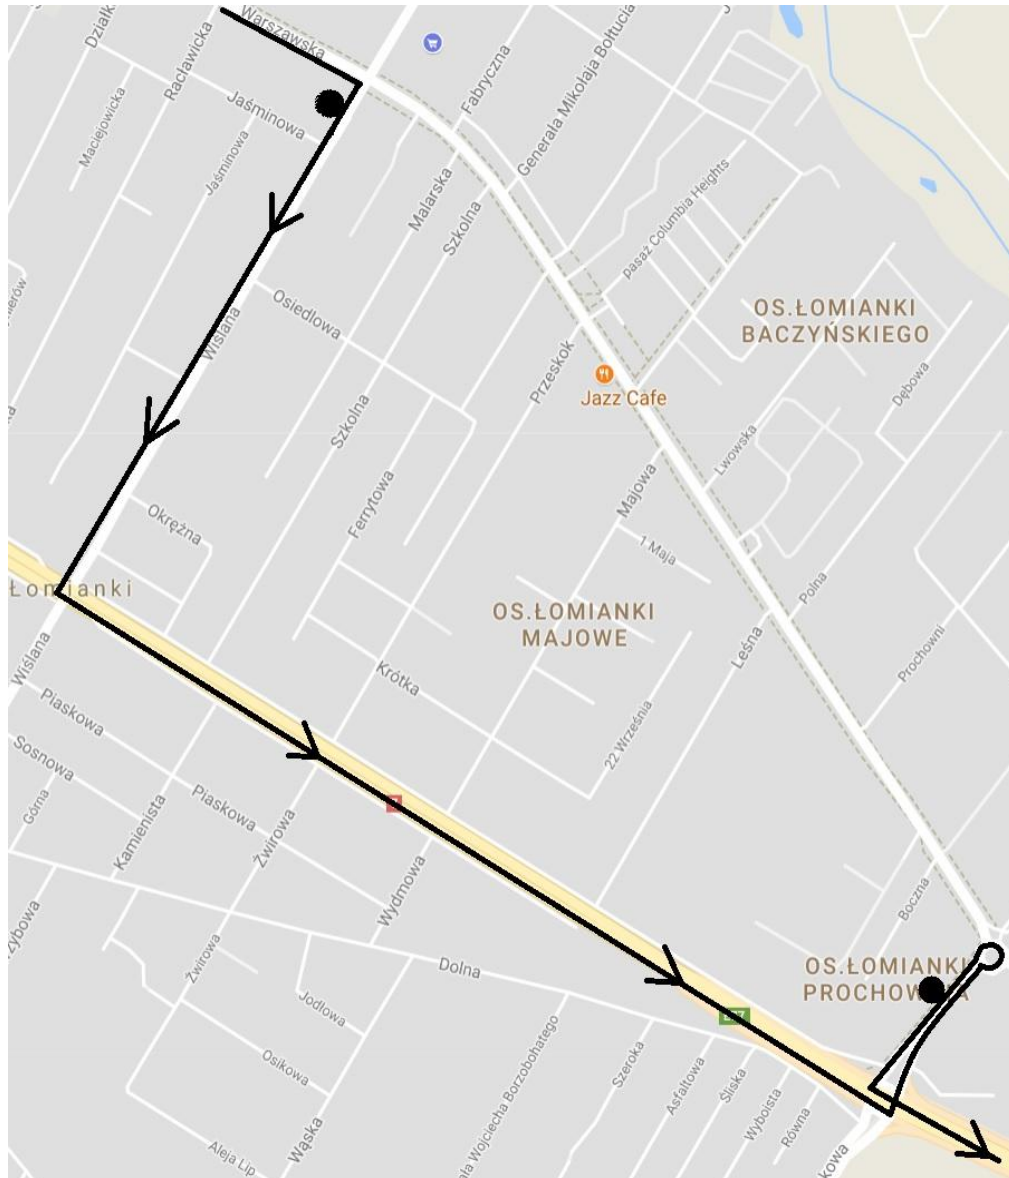 Warszawska
Racławicka
Jaśminowa
Maciejowicka
Jaśminowa
Fabryczna
Generała Mikołaja Bołtucia
Malarska
Szkolna
pasaż Columbia Heights
Osiedlowa
Wiślana
OS.ŁOMIANKI
BACZYŃSKIEGO
Przeskok
Jazz Cafe
Dębowa
Szkolna
Lwowska
Majowa
Ferrytowa
Okrężna
1 Maja
Łomianki
Polna
OS.ŁOMIANKI
MAJOWE
Leśna
Prochowni
Wiślana
Krótka
Piaskowa
22 Września
Sosnowa
Piaskowa
Górna
Kamienista
Żwirowa
Wydmowa
Boczna
Żwirowa
Dolna
OS.ŁOMIANKI
Jodłowa
Osikowa
Szeroka
Asfaltowa
Śliska
Wyboista
Równa
Wąska
Aleja Lip